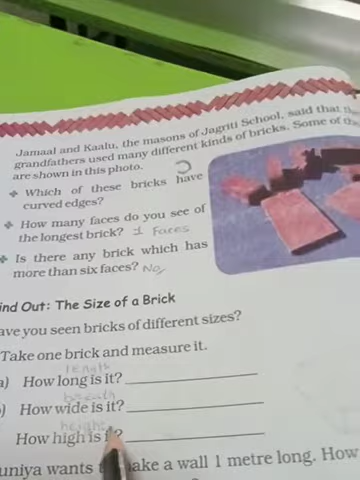 Jamaal and Kaalu, the masons of Jagriti School, said that the
grandfathers used many different kinds of bricks. Some of the
are shown in this photo.
❖ Which of these bricks have
curved edges?
❖ How many faces do you see of
the longest brick? 1 Faces
❖ Is there any brick which has
more than six faces? No
ind Out: The Size of a Brick
ave you seen bricks of different sizes?
Take one brick and measure it.
length
a) How long is it?
breath
) How wide is it?
height
How high is it?
uniya wants to make a wall 1 metre long. How